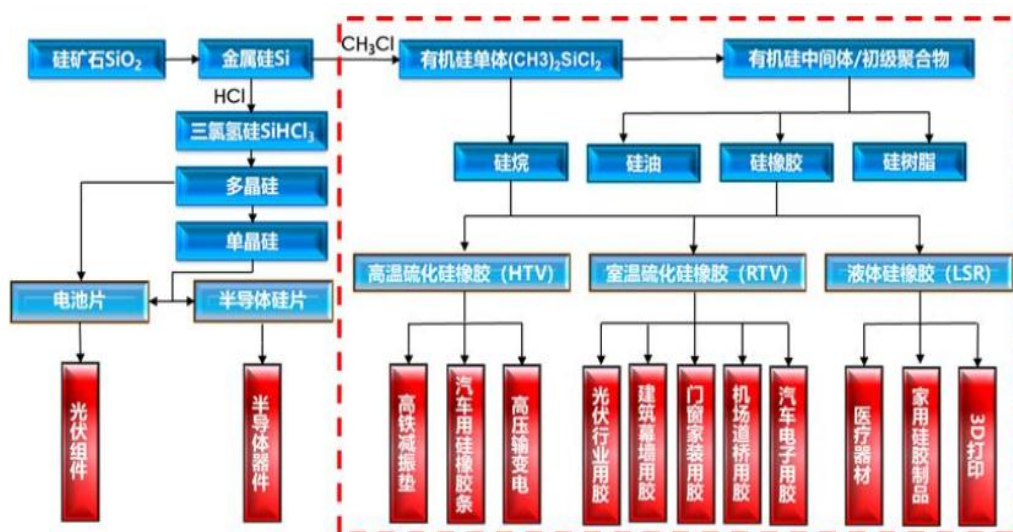 硅矿石SiO₂
金属硅Si
CH₃Cl
有机硅单体(CH3)₂SiCl₂
有机硅中间体/初级聚合物
HCl
三氯氢硅SiHCl₃
硅烷
硅油
硅橡胶
硅树脂
多晶硅
单晶硅
高温硫化硅橡胶（HTV）
室温硫化硅橡胶（RTV）
液体硅橡胶（LSR）
电池片
半导体硅片
光伏组件
半导体器件
高铁减振垫
汽车用硅橡胶条
高压输变电
光伏行业用胶
建筑幕墙用胶
门窗家装用胶
机场道桥用胶
汽车电子用胶
医疗器材
家用硅胶制品
3D打印